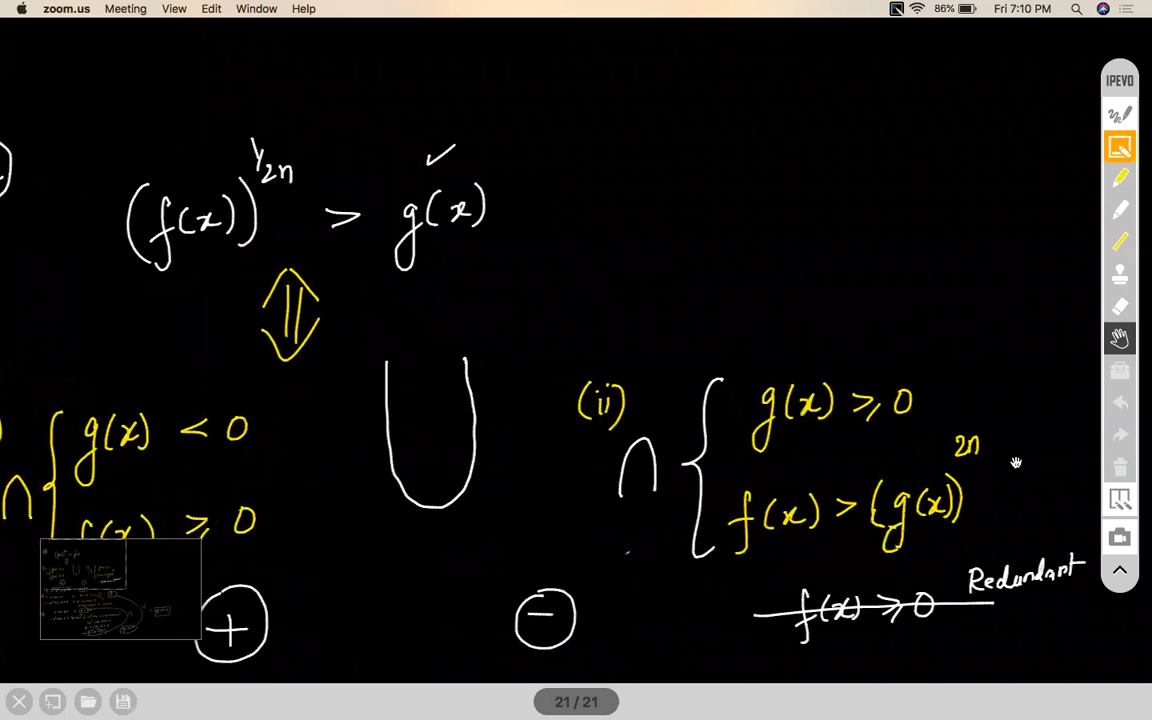 zoom.us Meeting View Edit Window Help 86% Fri 7:10 PM
IPEVO
(f(x))^{1/2n} > g(x)
(ii)
g(x) < 0
g(x) ⩾ 0
∩
∪
∩
f(x) ⩾ 0
f(x) > (g(x))^{2n}
Redundant
+
−
f(x) ⩾ 0
21 / 21